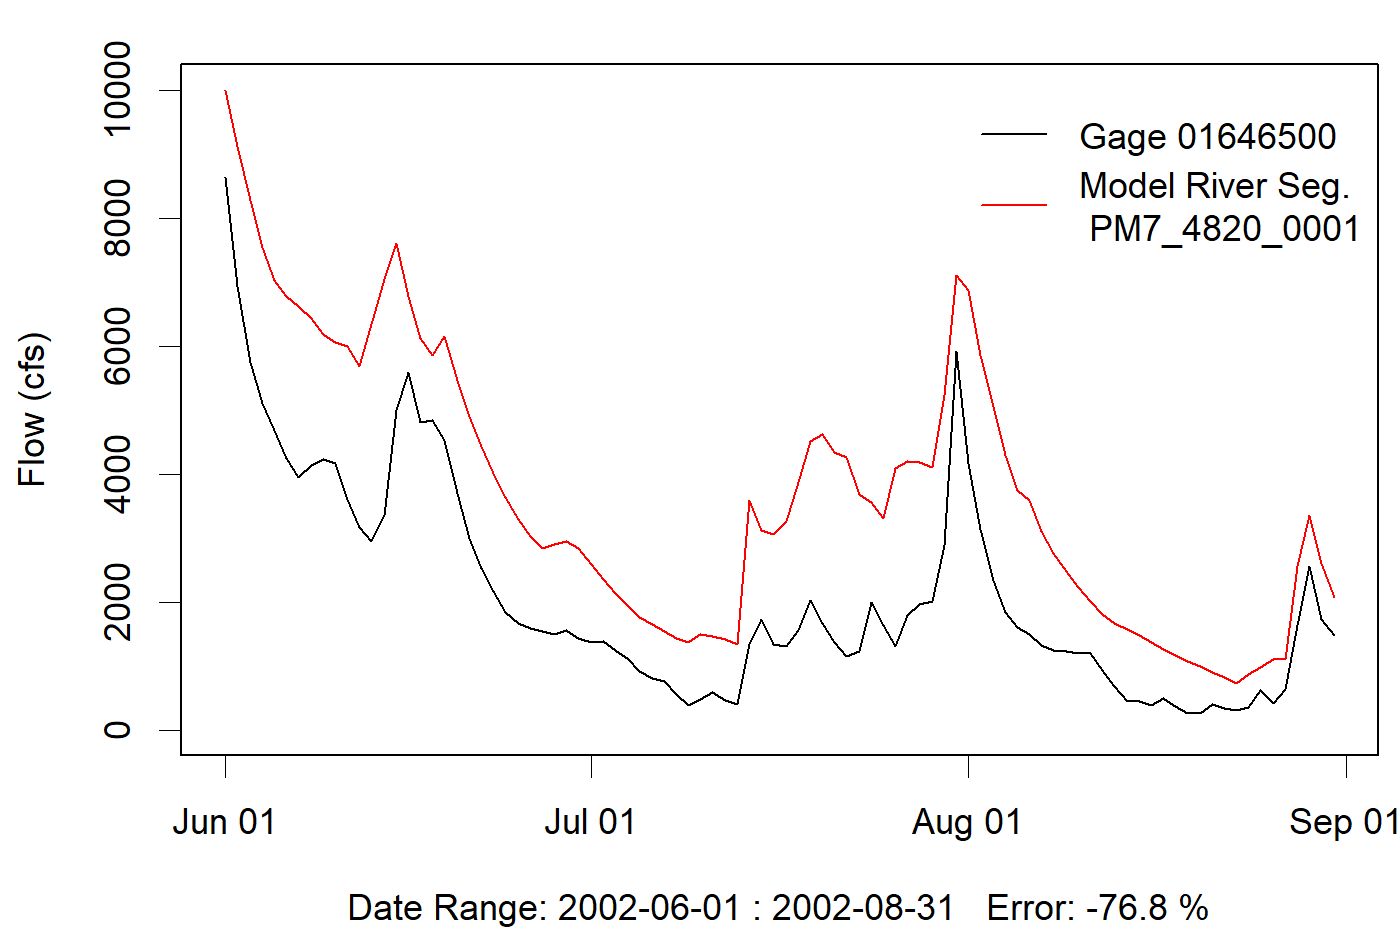 Flow (cfs)
10000
8000
6000
4000
2000
0
Gage 01646500
Model River Seg.
PM7_4820_0001
Jun 01
Jul 01
Aug 01
Sep 01
Date Range: 2002-06-01 : 2002-08-31 Error: -76.8 %